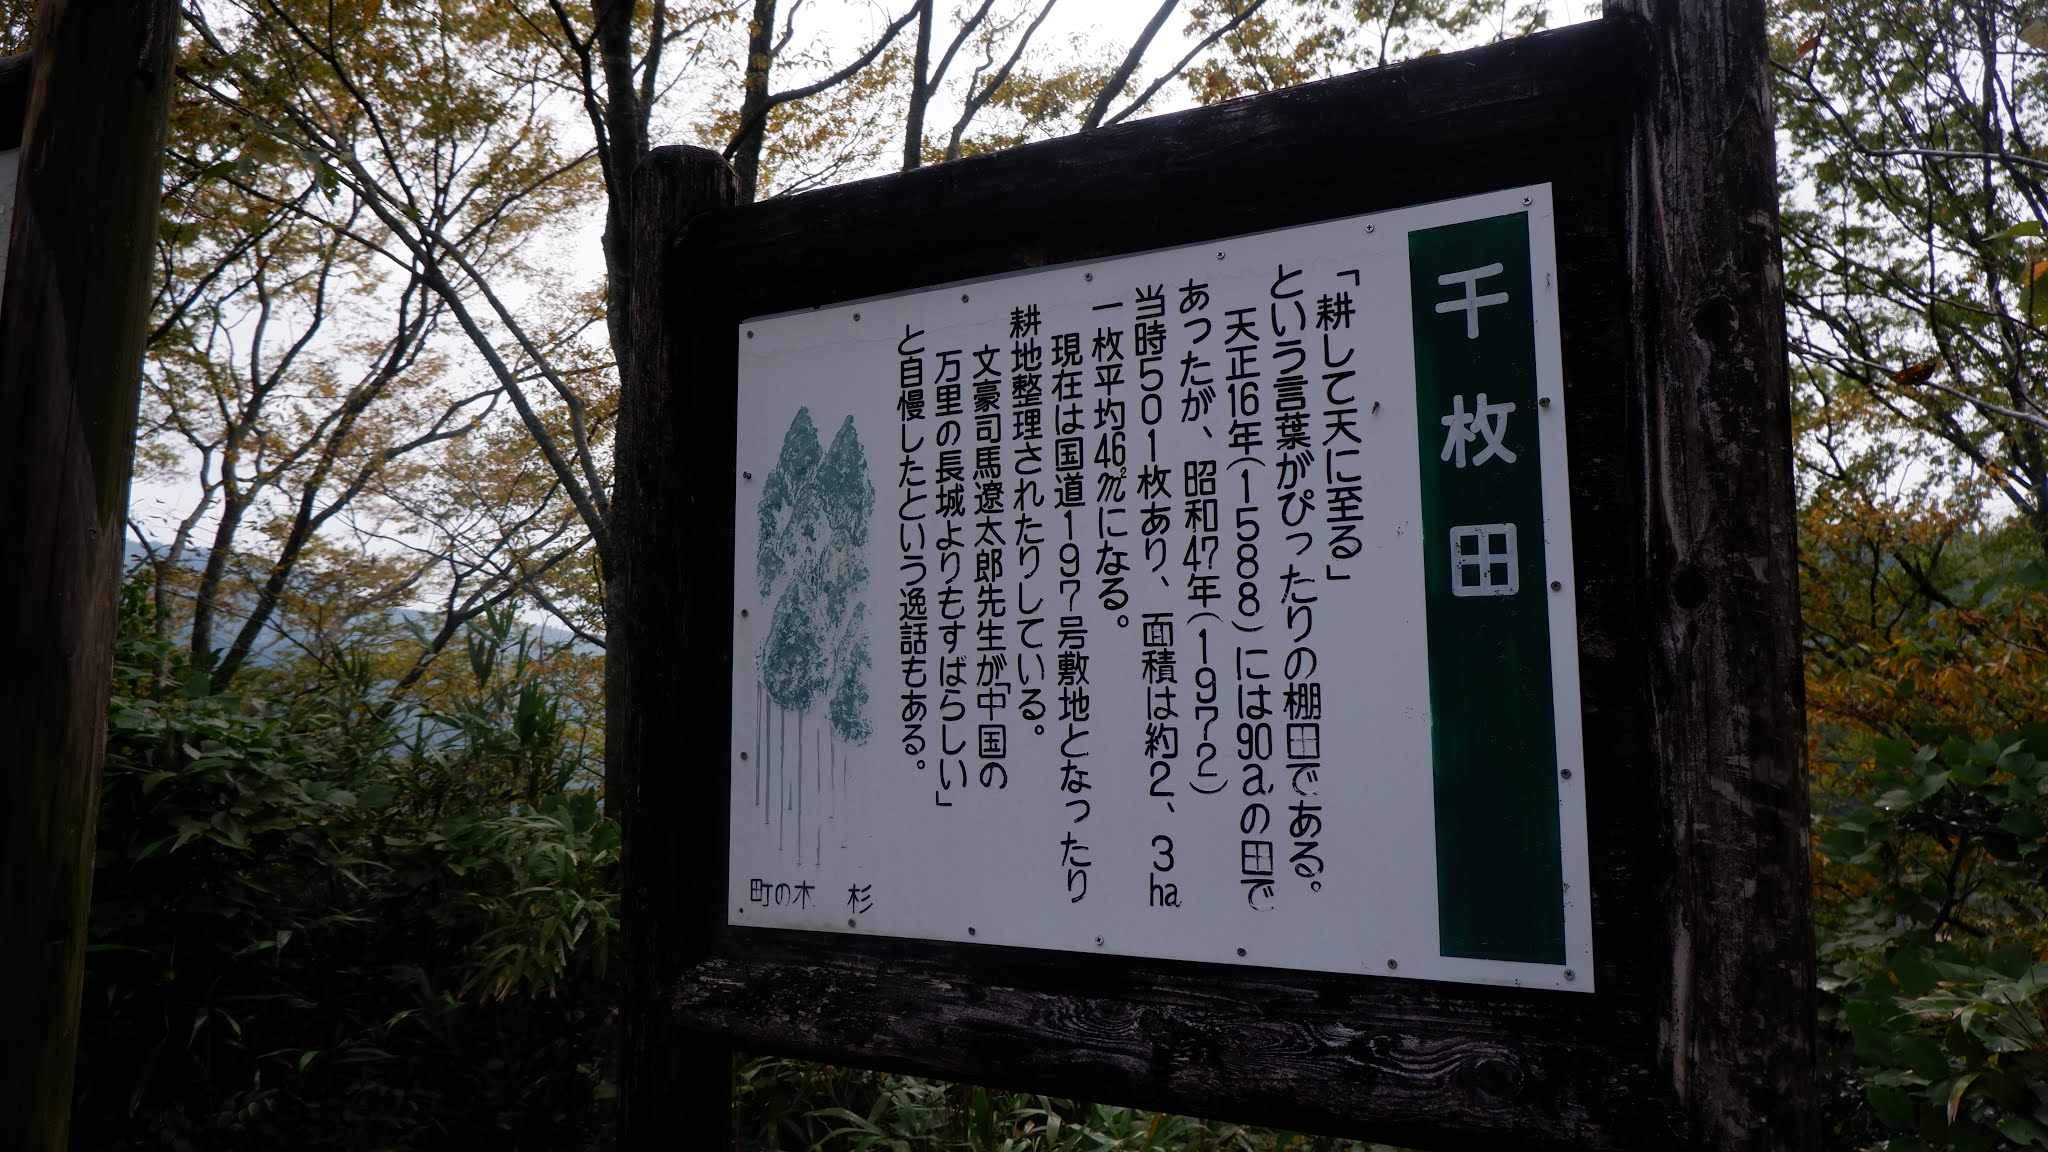 千枚田
「耕して天に至る」
という言葉がぴったりの棚田である。
天正16年(1588)には90a.の田で
あったが、昭和47年(1972)
当時501枚あり、面積は約2、3ha
一枚平均46㎡になる。
現在は国道197号敷地となったり
耕地整理されたりしている。
文豪司馬遼太郎先生が「中国の
万里の長城よりもすばらしい」
と自慢したという逸話もある。
町の木 杉